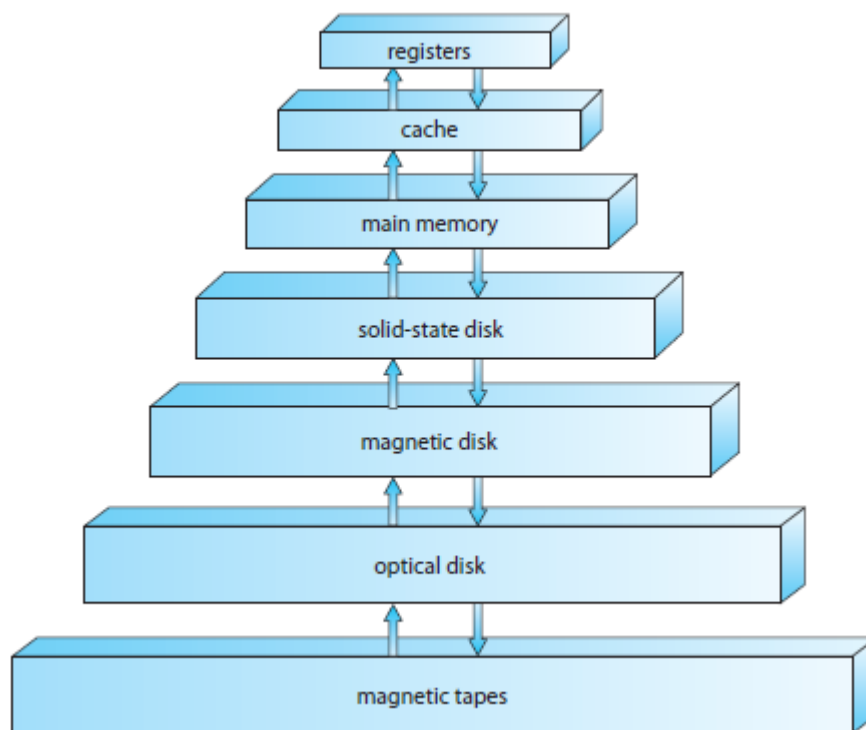 registers
cache
main memory
solid-state disk
magnetic disk
optical disk
magnetic tapes